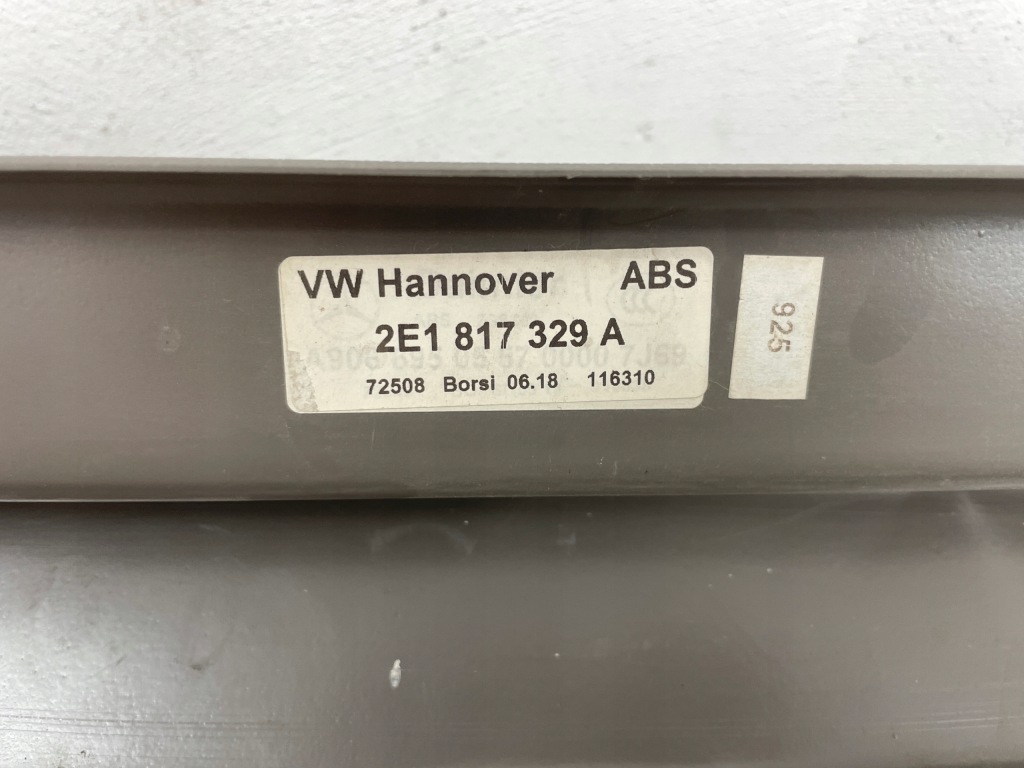 VW Hannover ABS
2E1 817 329 A
72508 Borsi 06.18 116310
925